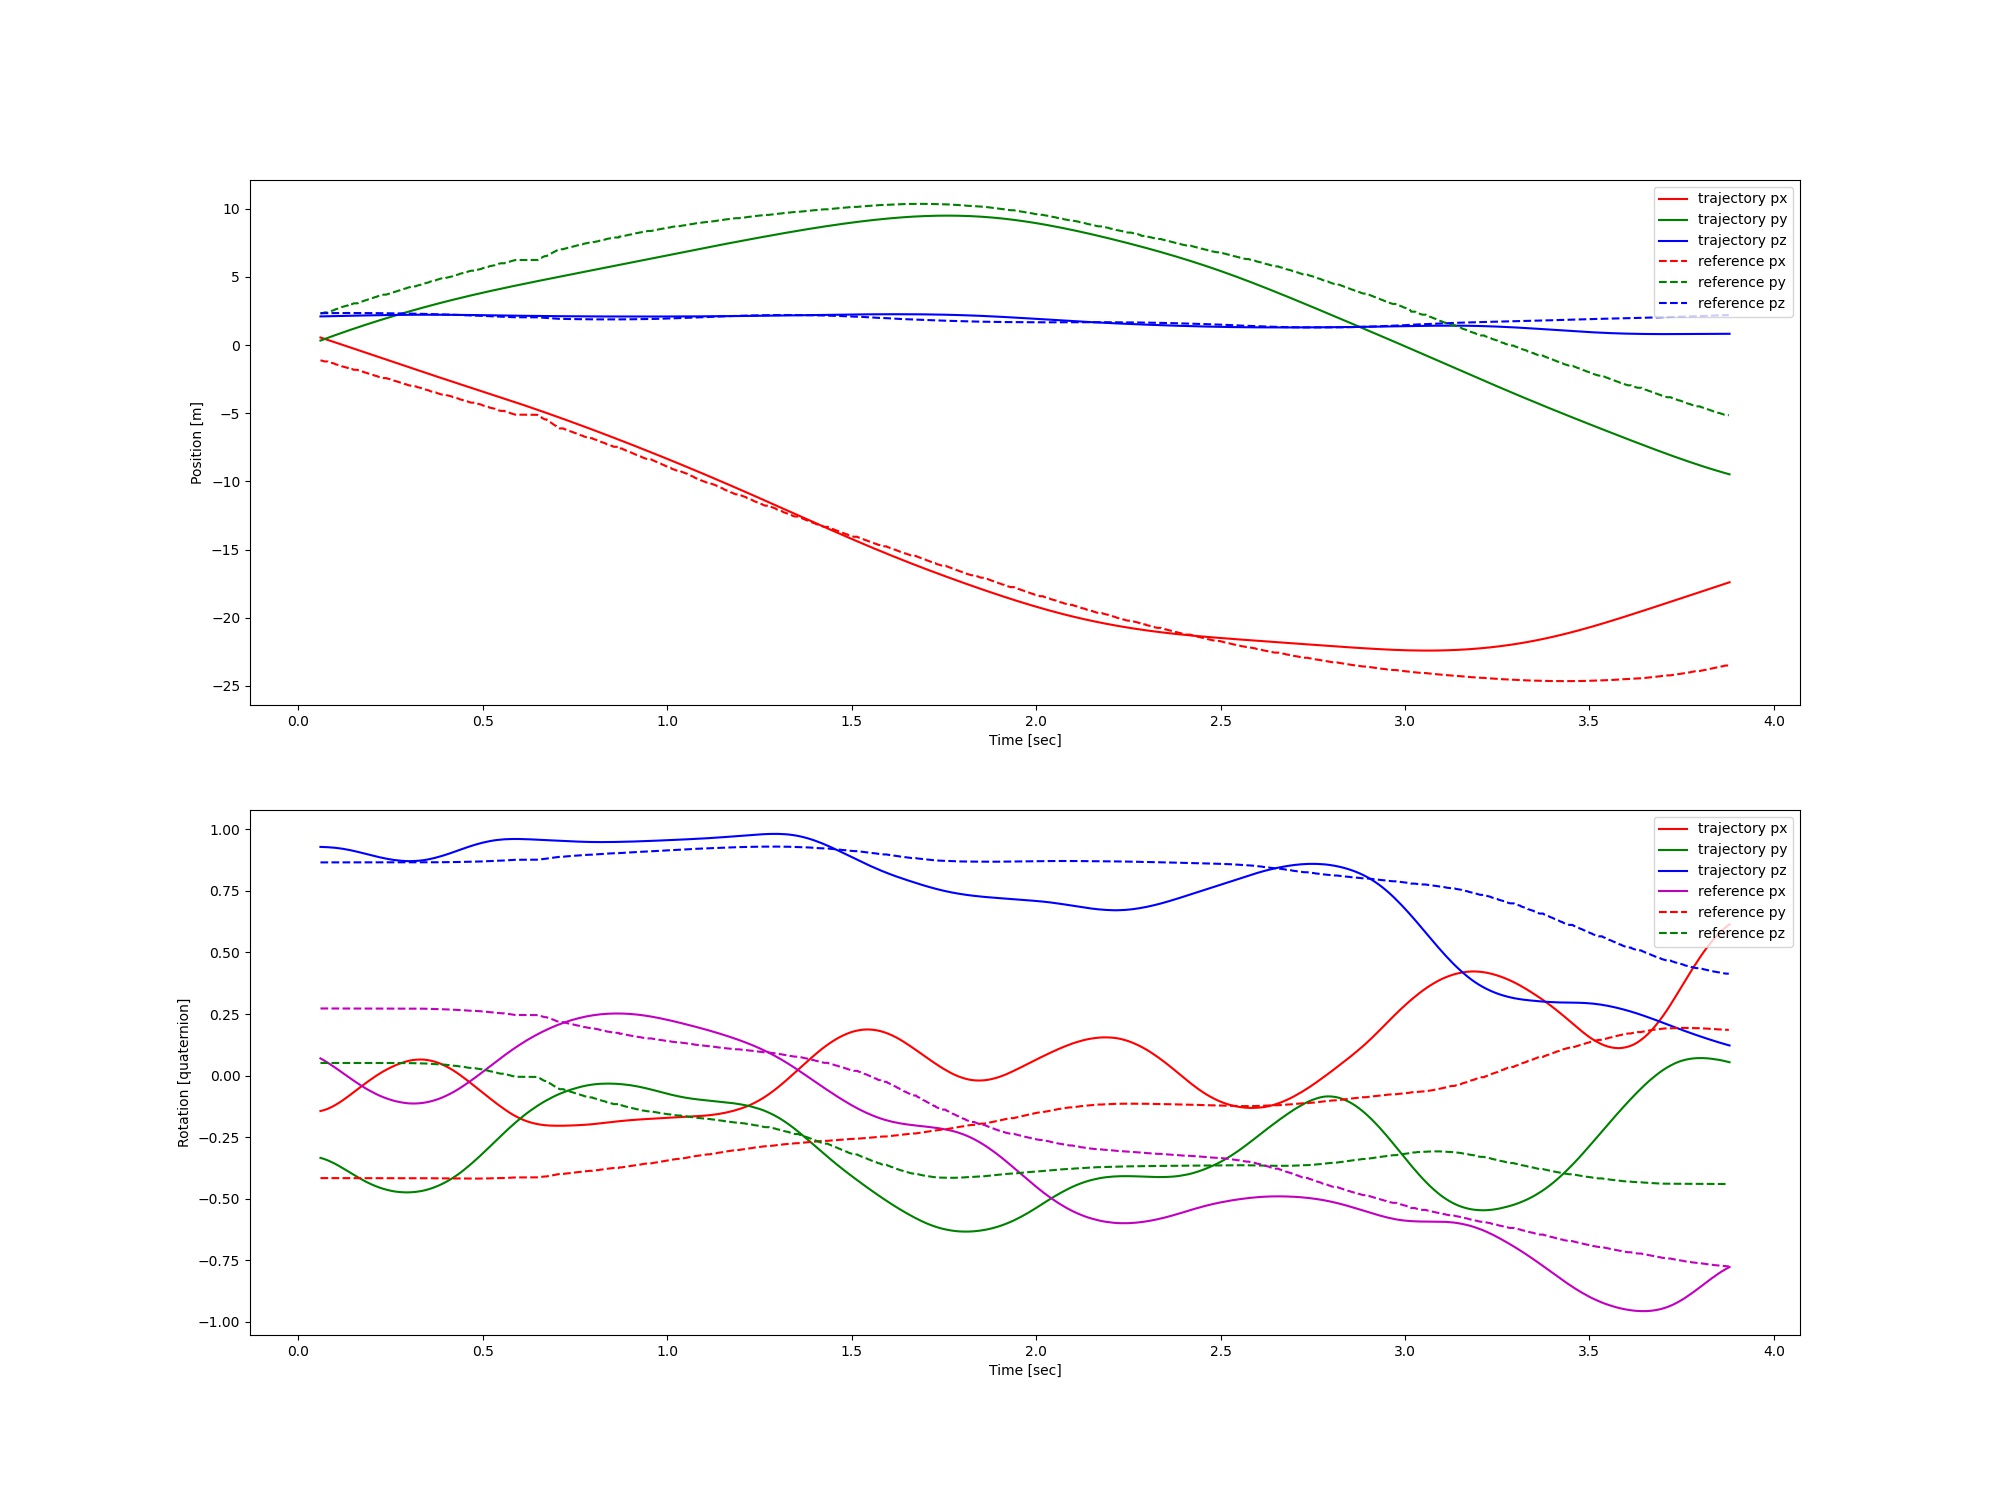 10
5
0
−5
−10
−15
−20
−25
Position [m]
trajectory px
trajectory py
trajectory pz
reference px
reference py
reference pz
0.0 0.5 1.0 1.5 2.0 2.5 3.0 3.5 4.0
Time [sec]
1.00
0.75
0.50
0.25
0.00
−0.25
−0.50
−0.75
−1.00
Rotation [quaternion]
trajectory px
trajectory py
trajectory pz
reference px
reference py
reference pz
0.0 0.5 1.0 1.5 2.0 2.5 3.0 3.5 4.0
Time [sec]